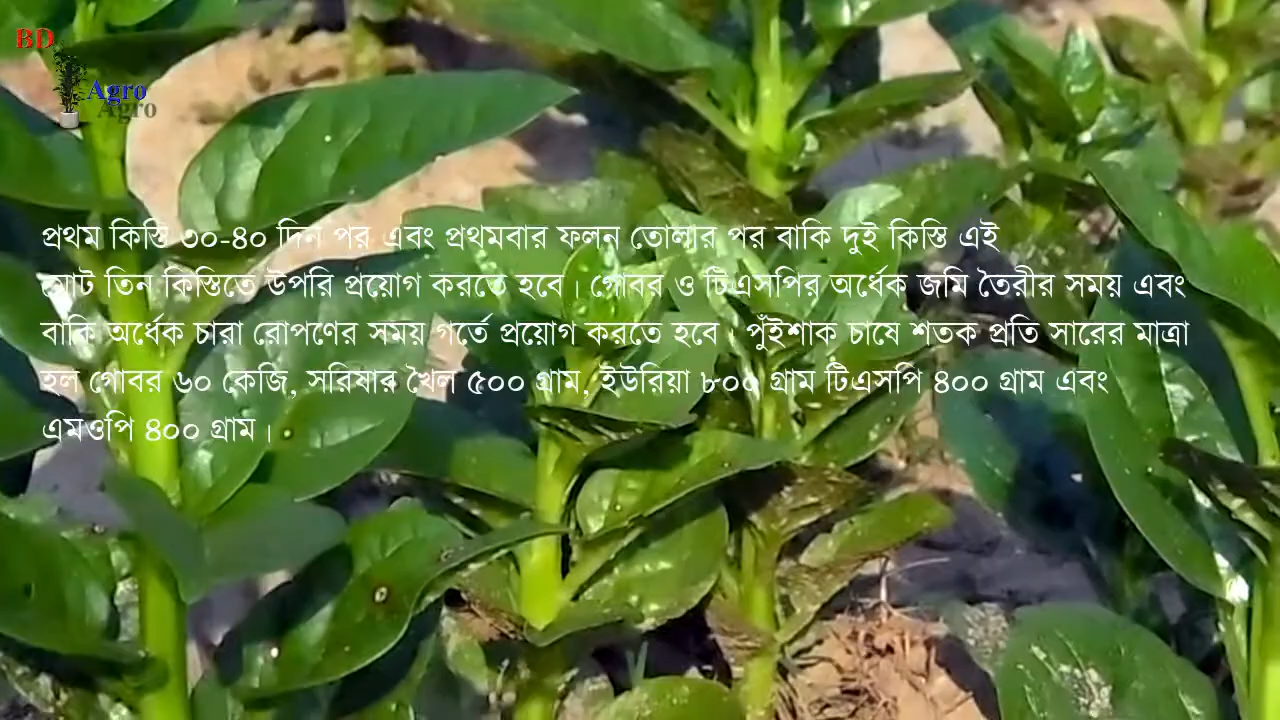 BD
Agro
প্রথম কিস্তি ৩০-৪০ দিন পর এবং প্রথমবার ফলন তোলার পর বাকি দুই কিস্তি এই
মোট তিন কিস্তিতে উপরি প্রয়োগ করতে হবে। গোবর ও টিএসপির অর্ধেক জমি তৈরীর সময় এবং
বাকি অর্ধেক চারা রোপণের সময় গর্তে প্রয়োগ করতে হবে। পুঁইশাক চাষে শতক প্রতি সারের মাত্রা
হল গোবর ৬০ কেজি, সরিষার খৈল ৫০০ গ্রাম, ইউরিয়া ৮০০ গ্রাম টিএসপি ৪০০ গ্রাম এবং
এমওপি ৪০০ গ্রাম।